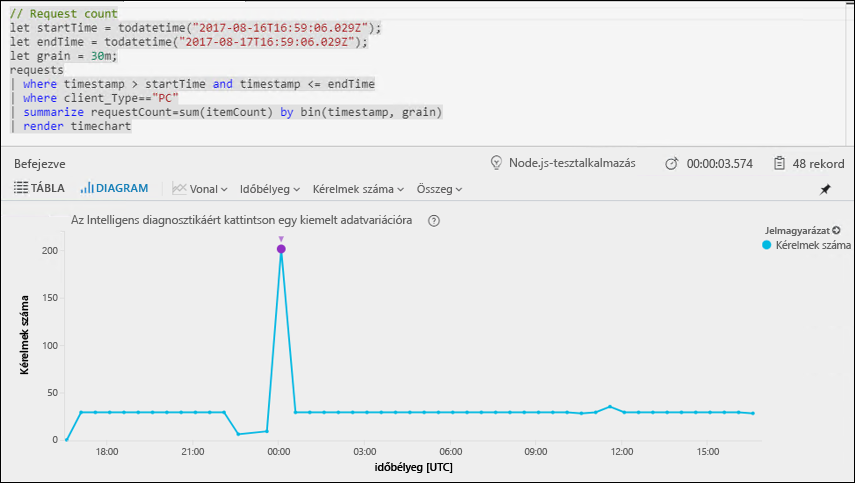 // Request count
let startTime = todatetime("2017-08-16T16:59:06.029Z");
let endTime = todatetime("2017-08-17T16:59:06.029Z");
let grain = 30m;
requests
| where timestamp > startTime and timestamp <= endTime
| where client_Type=="PC"
| summarize requestCount=sum(itemCount) by bin(timestamp, grain)
| render timechart
Befejezve Node.js-tesztalkalmazás 00:00:03.574 48 rekord
TÁBLA DIAGRAM Vonal Időbélyeg Kérelmek száma Összeg
Az Intelligens diagnosztikáért kattintson egy kiemelt adatvariációra ?
Jelmagyarázat
Kérelmek száma
Kérelmek száma
200
150
100
50
0
18:00 21:00 00:00 03:00 06:00 09:00 12:00 15:00
időbélyeg [UTC]